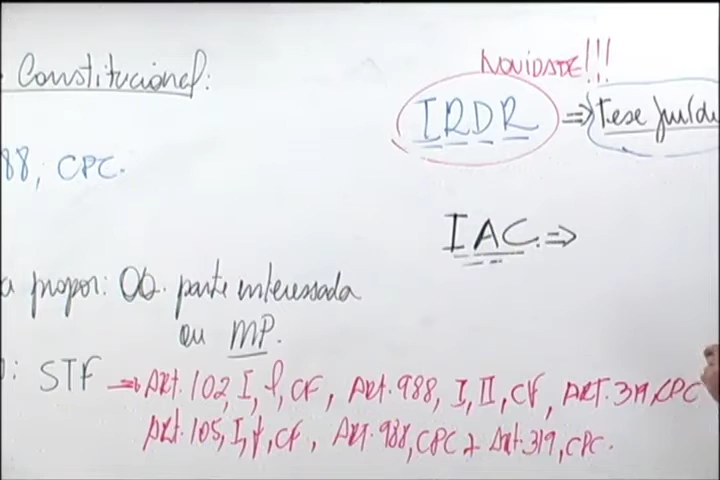 Constitucional:
NOVIDADE!!!
IRDR => Tese juríd
88, CPC.
IAC =>
a propor: parte interessada
ou MP.
: STF → Art. 102, I, l, CF, Art. 988, I, II, CF, ART. 319, CPC
Art. 105, I, f, CF, Art. 988, CPC + Art. 319, CPC.